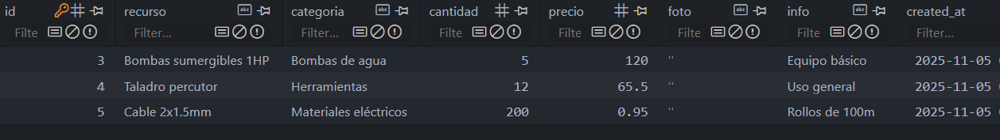 id recurso categoria cantidad precio foto info created_at
Filte Filter... Filter... Filte Filte Filte Filte Filter...
3 Bombas sumergibles 1HP Bombas de agua 5 120 '' Equipo básico 2025-11-05
4 Taladro percutor Herramientas 12 65.5 '' Uso general 2025-11-05
5 Cable 2x1.5mm Materiales eléctricos 200 0.95 '' Rollos de 100m 2025-11-05